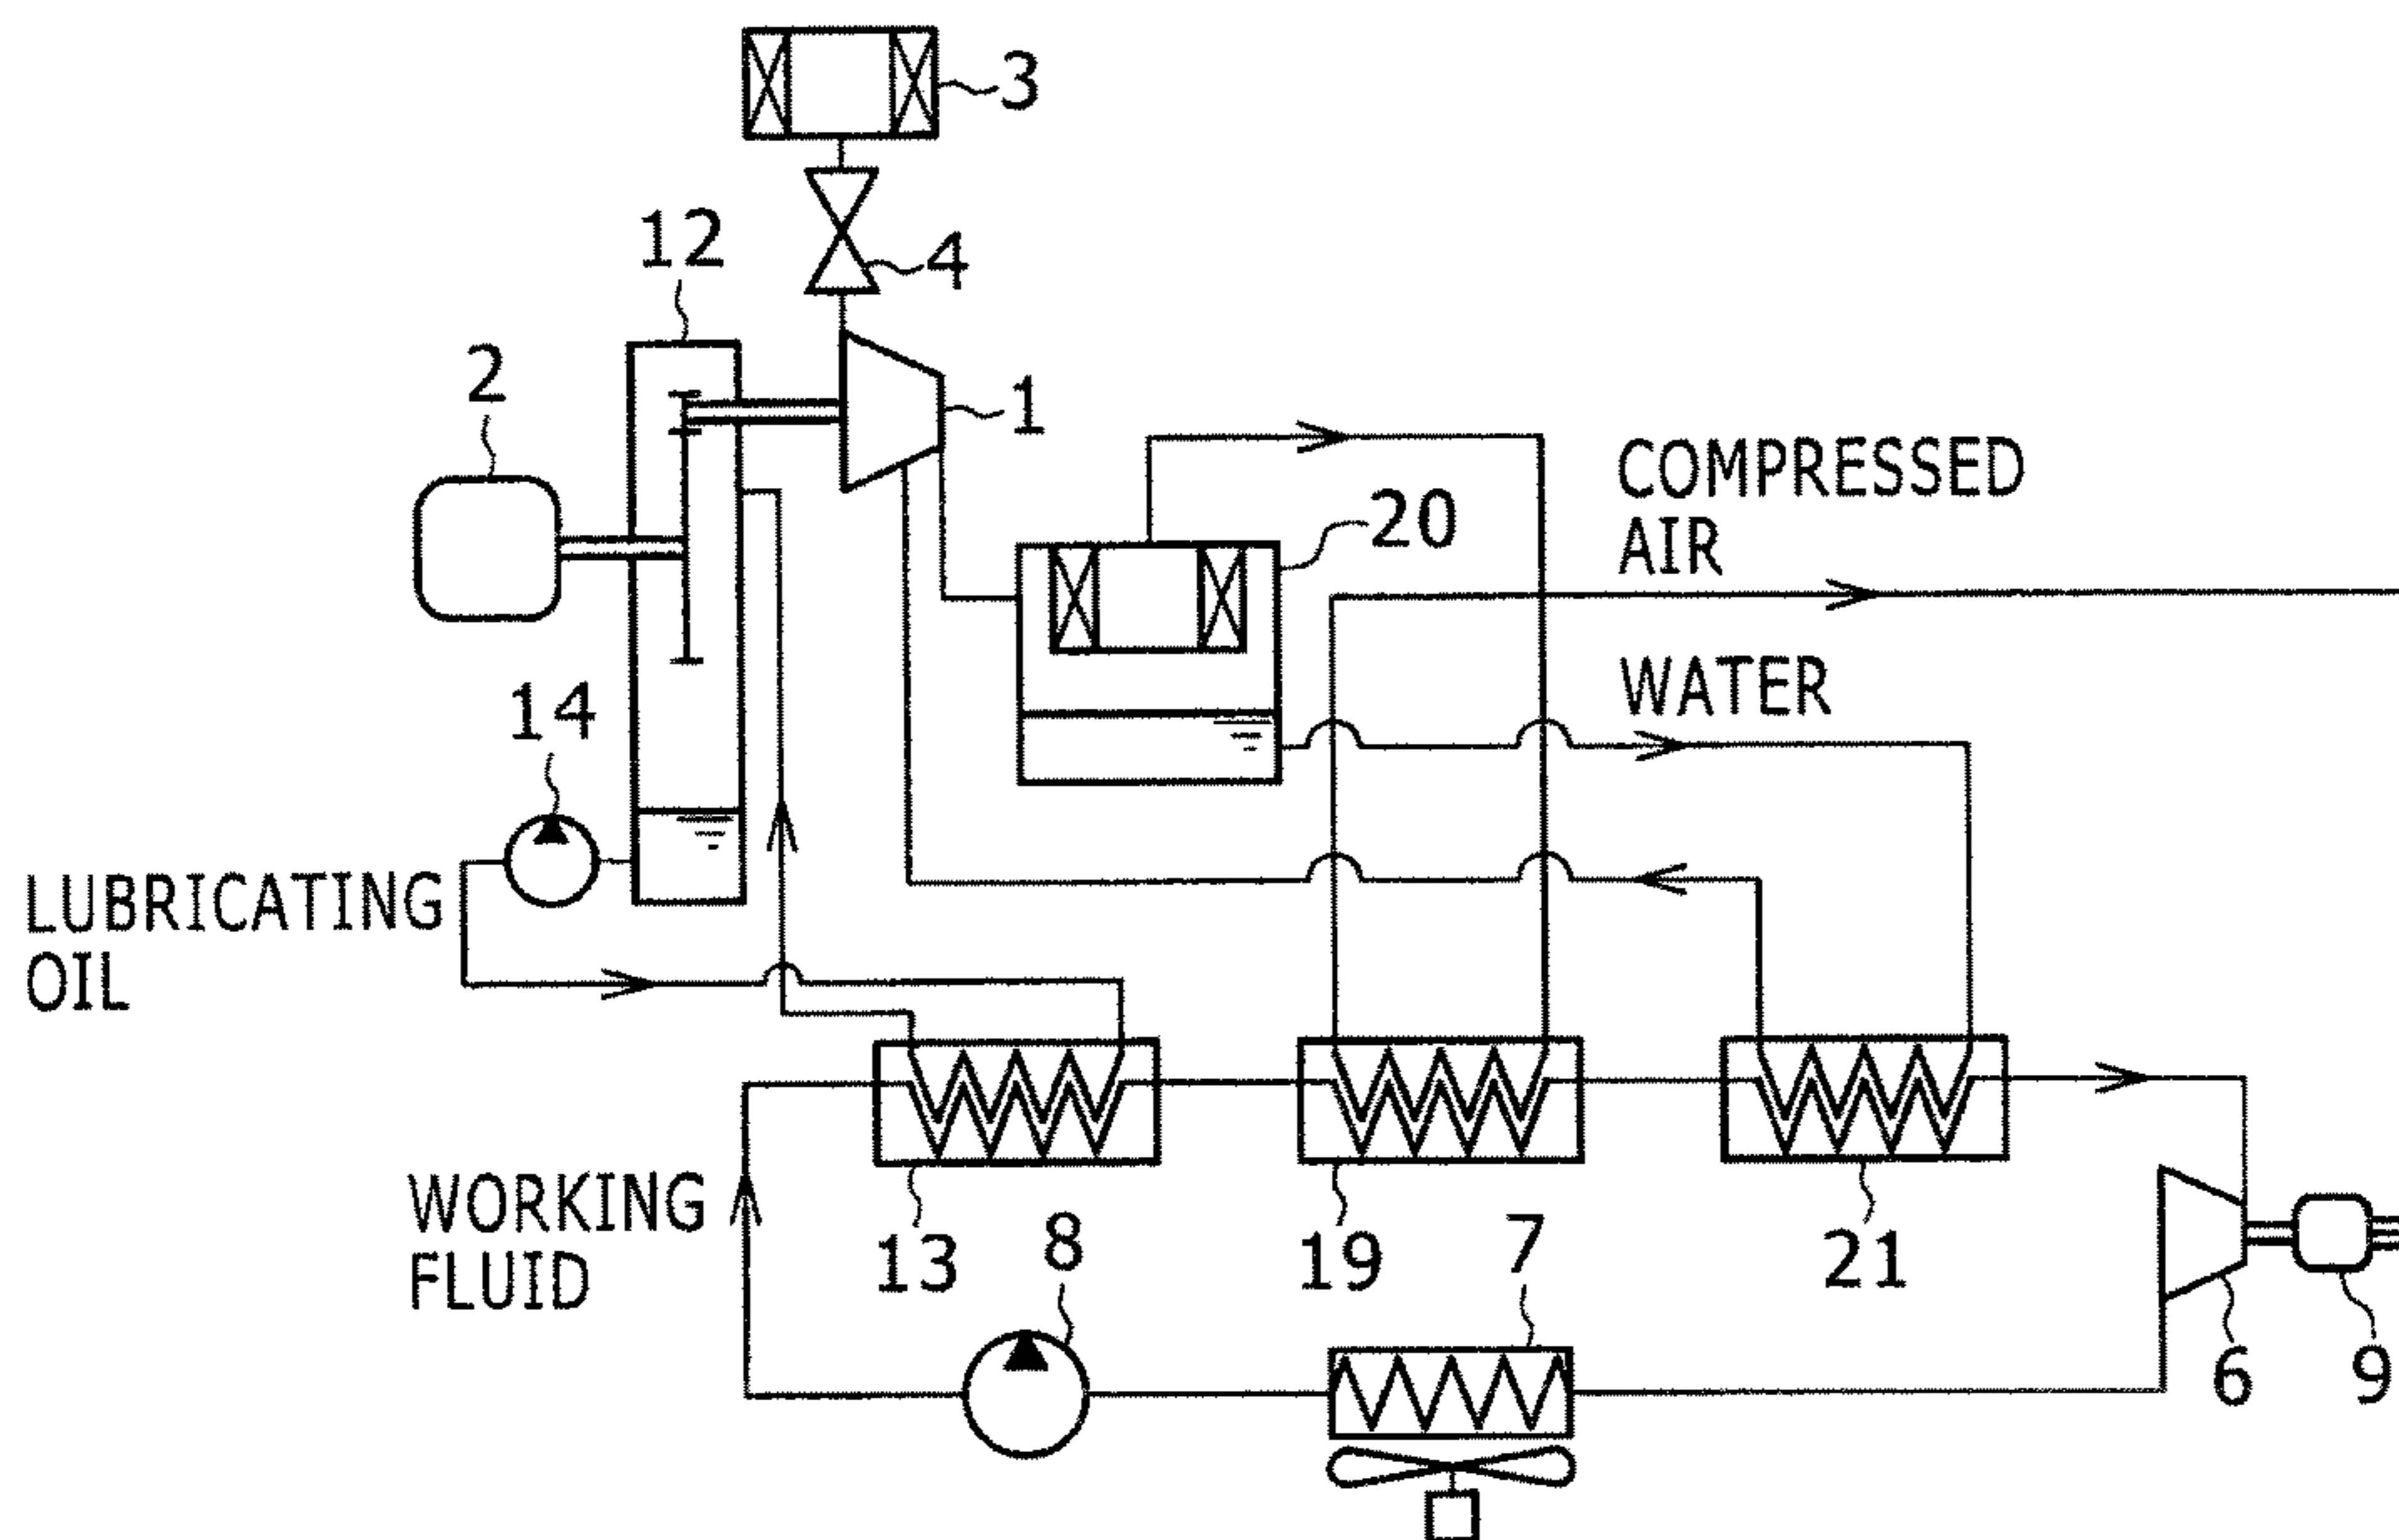 3
4
12
2
1
20
COMPRESSED
AIR
WATER
14
LUBRICATING
OIL
WORKING
FLUID
13
8
19
7
21
6
9